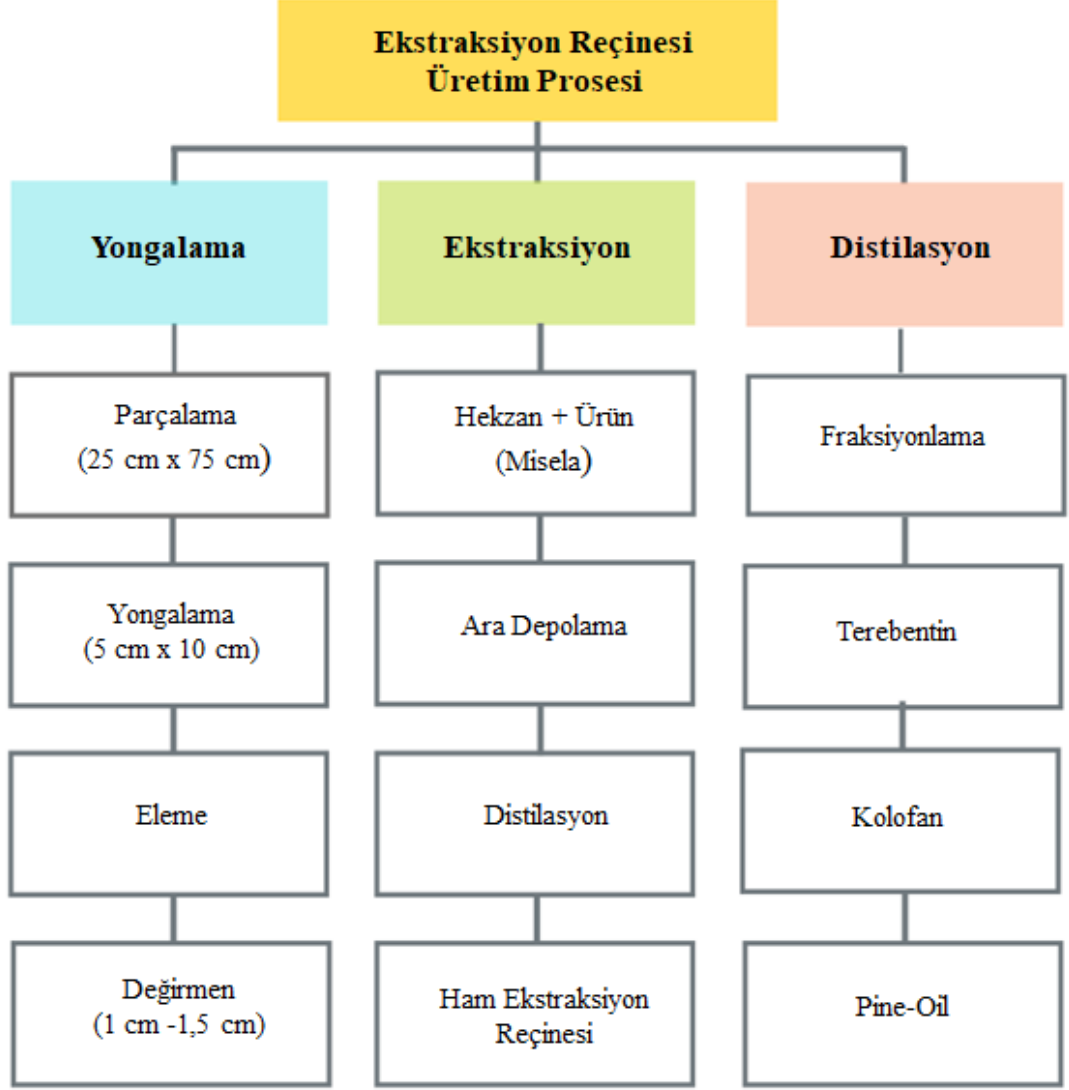 Ekstraksiyon Reçinesi
Üretim Prosesi
Yongalama
Parçalama
(25 cm x 75 cm)
Yongalama
(5 cm x 10 cm)
Eleme
Değirmen
(1 cm -1,5 cm)
Ekstraksiyon
Hekzan + Ürün
(Misela)
Ara Depolama
Distilasyon
Ham Ekstraksiyon
Reçinesi
Distilasyon
Fraksiyonlama
Terebentin
Kolofan
Pine-Oil